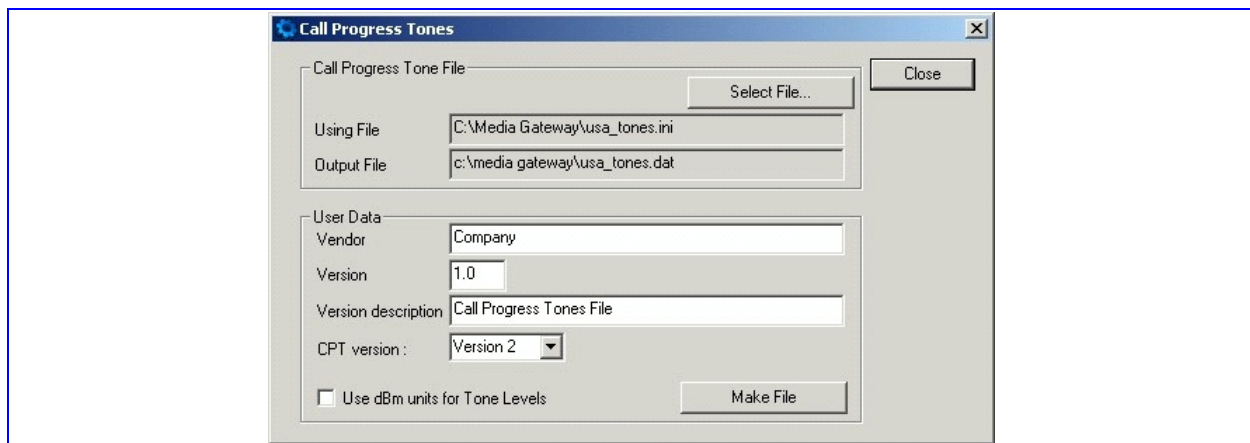 Call Progress Tones
Call Progress Tone File
Close
Select File...
Using File C:\Media Gateway\usa_tones.ini
Output File c:\media gateway\usa_tones.dat
User Data
Vendor Company
Version 1.0
Version description Call Progress Tones File
CPT version : Version 2
Use dBm units for Tone Levels Make File